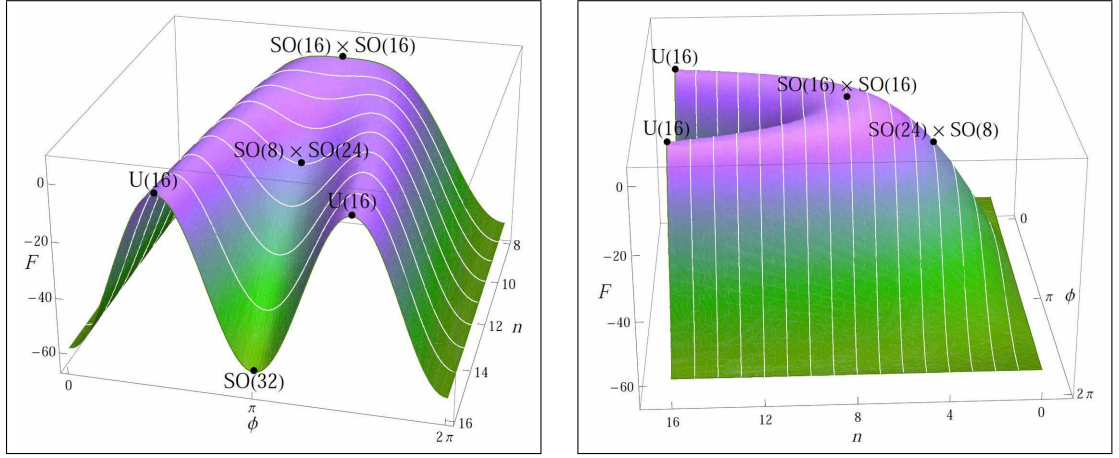 SO(16) × SO(16)
SO(8) × SO(24)
U(16)
U(16)
0
−20
F
−40
−60
8
10
n
12
14
16
0
π
2π
ϕ
SO(32)
U(16)
SO(16) × SO(16)
U(16)
SO(24) × SO(8)
0
−20
F
−40
−60
0
π
ϕ
2π
16
12
8
4
0
n